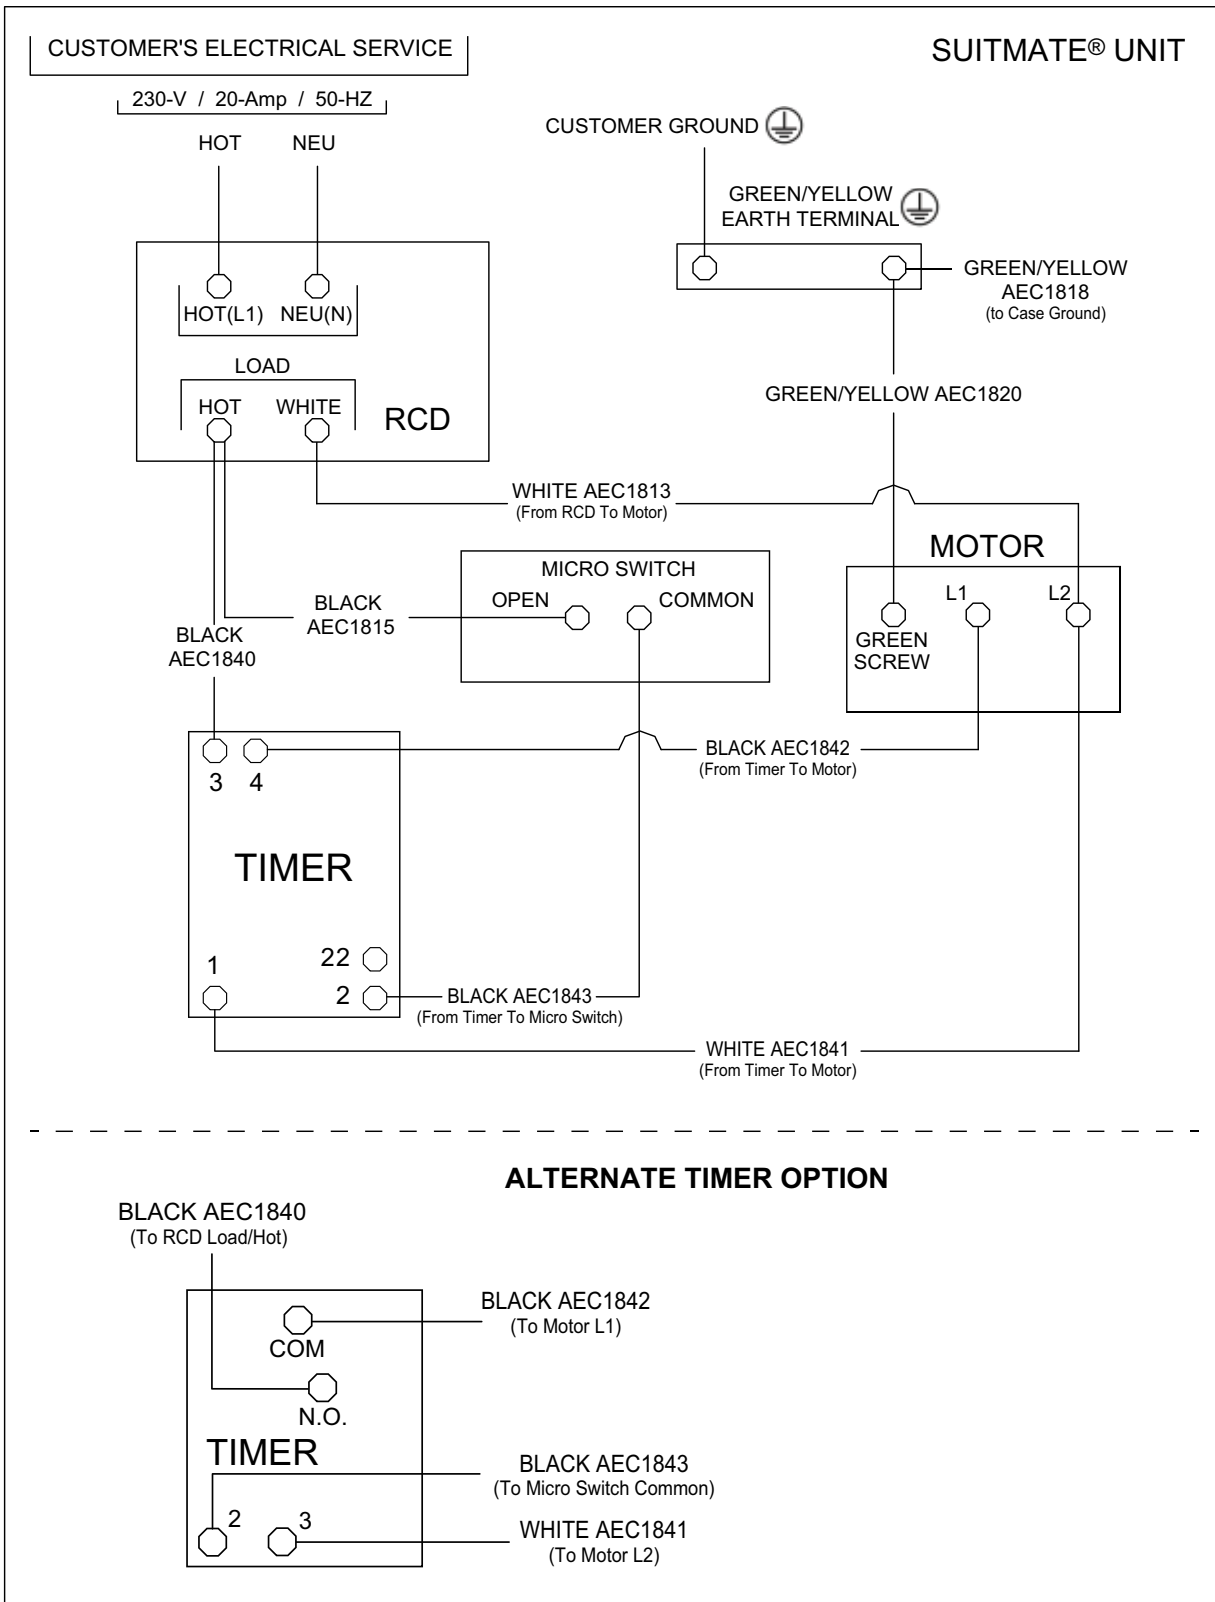 CUSTOMER'S ELECTRICAL SERVICE
SUITMATE® UNIT
230-V / 20-Amp / 50-HZ
HOT NEU
CUSTOMER GROUND
GREEN/YELLOW
EARTH TERMINAL
GREEN/YELLOW
AEC1818
(to Case Ground)
HOT(L1) NEU(N)
LOAD
HOT WHITE
RCD
GREEN/YELLOW AEC1820
WHITE AEC1813
(From RCD To Motor)
MOTOR
MICRO SWITCH
OPEN COMMON
L1 L2
GREEN
SCREW
BLACK
AEC1815
BLACK
AEC1840
BLACK AEC1842
(From Timer To Motor)
3 4
TIMER
22
1
2
BLACK AEC1843
(From Timer To Micro Switch)
WHITE AEC1841
(From Timer To Motor)
ALTERNATE TIMER OPTION
BLACK AEC1840
(To RCD Load/Hot)
BLACK AEC1842
(To Motor L1)
COM
N.O.
TIMER
BLACK AEC1843
(To Micro Switch Common)
2 3
WHITE AEC1841
(To Motor L2)